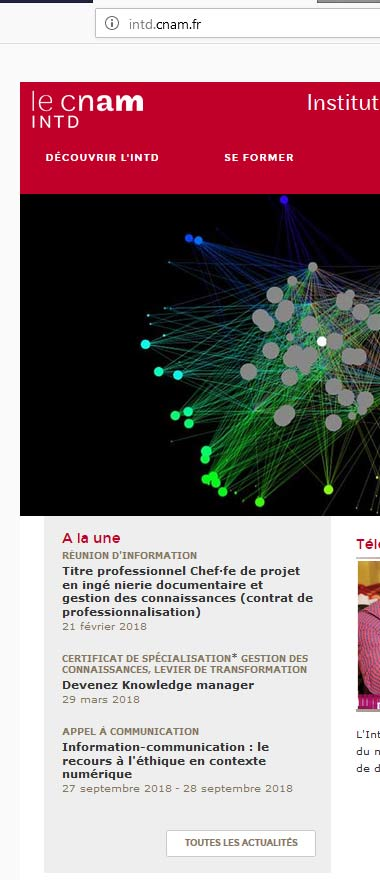 intd.cnam.fr
le cnam
INTD
Institut
DÉCOUVRIR L'INTD
SE FORMER
A la une
RÉUNION D'INFORMATION
Titre professionnel Chef·fe de projet
en ingé nierie documentaire et
gestion des connaissances (contrat de
professionnalisation)
21 février 2018
CERTIFICAT DE SPÉCIALISATION* GESTION DES
CONNAISSANCES, LEVIER DE TRANSFORMATION
Devenez Knowledge manager
29 mars 2018
APPEL À COMMUNICATION
Information-communication : le
recours à l'éthique en contexte
numérique
27 septembre 2018 - 28 septembre 2018
TOUTES LES ACTUALITÉS
Télé
L'Int
du n
de d